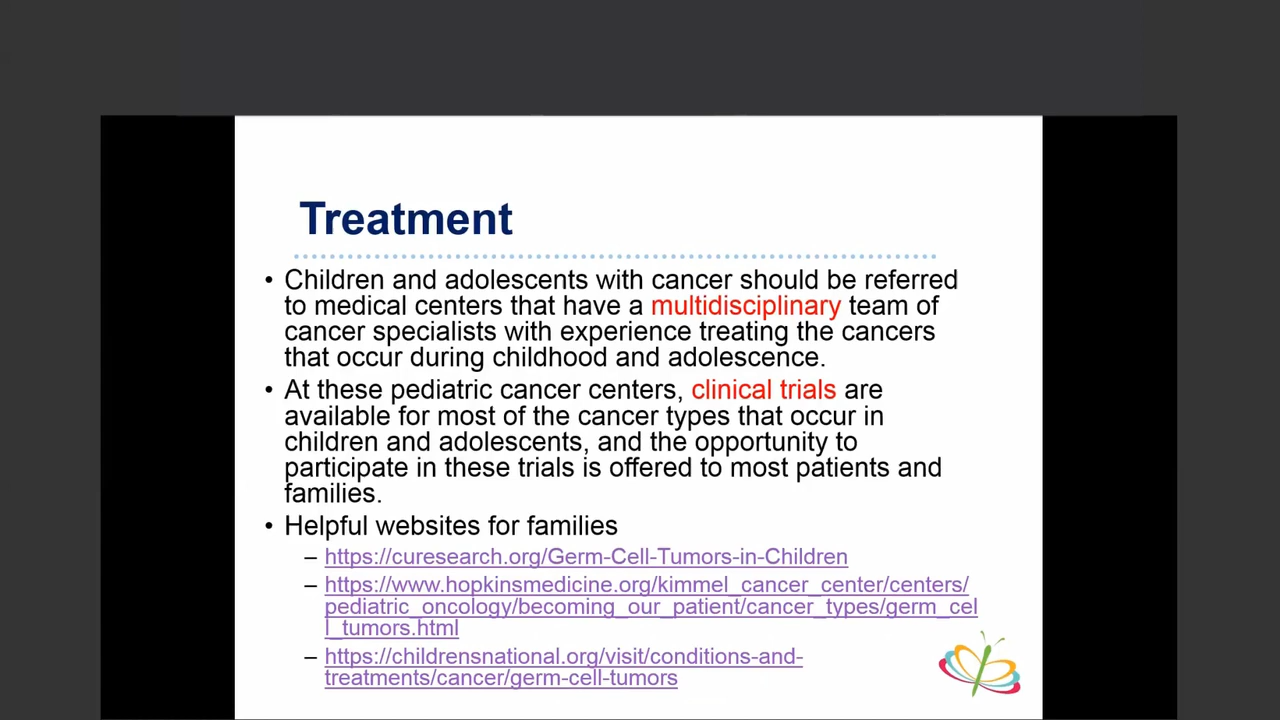 Treatment
• Children and adolescents with cancer should be referred
to medical centers that have a multidisciplinary team of
cancer specialists with experience treating the cancers
that occur during childhood and adolescence.
• At these pediatric cancer centers, clinical trials are
available for most of the cancer types that occur in
children and adolescents, and the opportunity to
participate in these trials is offered to most patients and
families.
• Helpful websites for families
– https://curesearch.org/Germ-Cell-Tumors-in-Children
– https://www.hopkinsmedicine.org/kimmel_cancer_center/centers/
pediatric_oncology/becoming_our_patient/cancer_types/germ_cel
l_tumors.html
– https://childrensnational.org/visit/conditions-and-
treatments/cancer/germ-cell-tumors